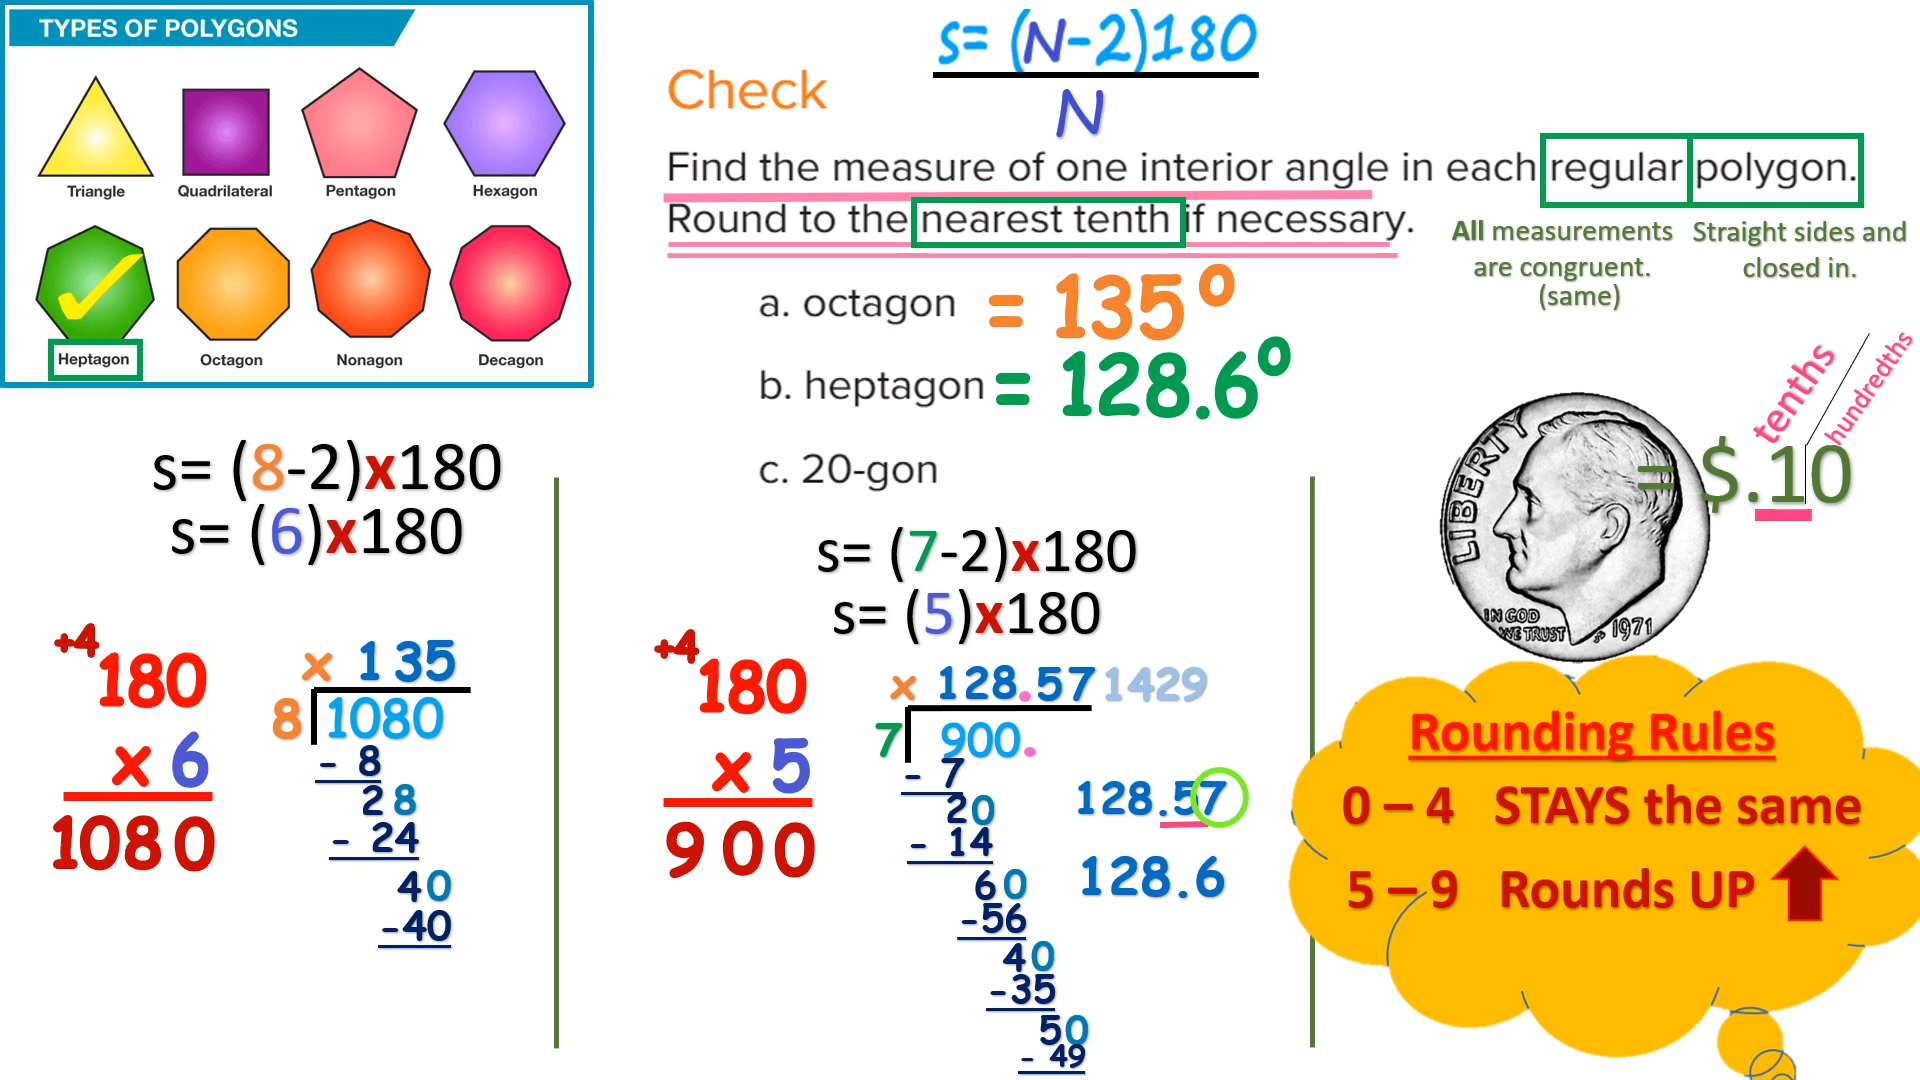 TYPES OF POLYGONS
Triangle
Quadrilateral
Pentagon
Hexagon
Heptagon
Octagon
Nonagon
Decagon
s= (N-2)180
N
Check
Find the measure of one interior angle in each regular polygon.
Round to the nearest tenth if necessary.
All measurements
are congruent.
(same)
Straight sides and
closed in.
a. octagon = 135°
b. heptagon = 128.6°
c. 20-gon
s= (8-2)x180
s= (6)x180
+4
180
x 6
1080
x 135
8 1080
- 8
28
- 24
40
-40
s= (7-2)x180
s= (5)x180
+4
180
x 5
900
x 128.571429
7 900.
- 7
20
- 14
60
-56
40
-35
50
- 49
128.57
128.6
tenths
hundredths
= $.10
LIBERTY
IN GOD
WE TRUST
1971
Rounding Rules
0 – 4 STAYS the same
5 – 9 Rounds UP